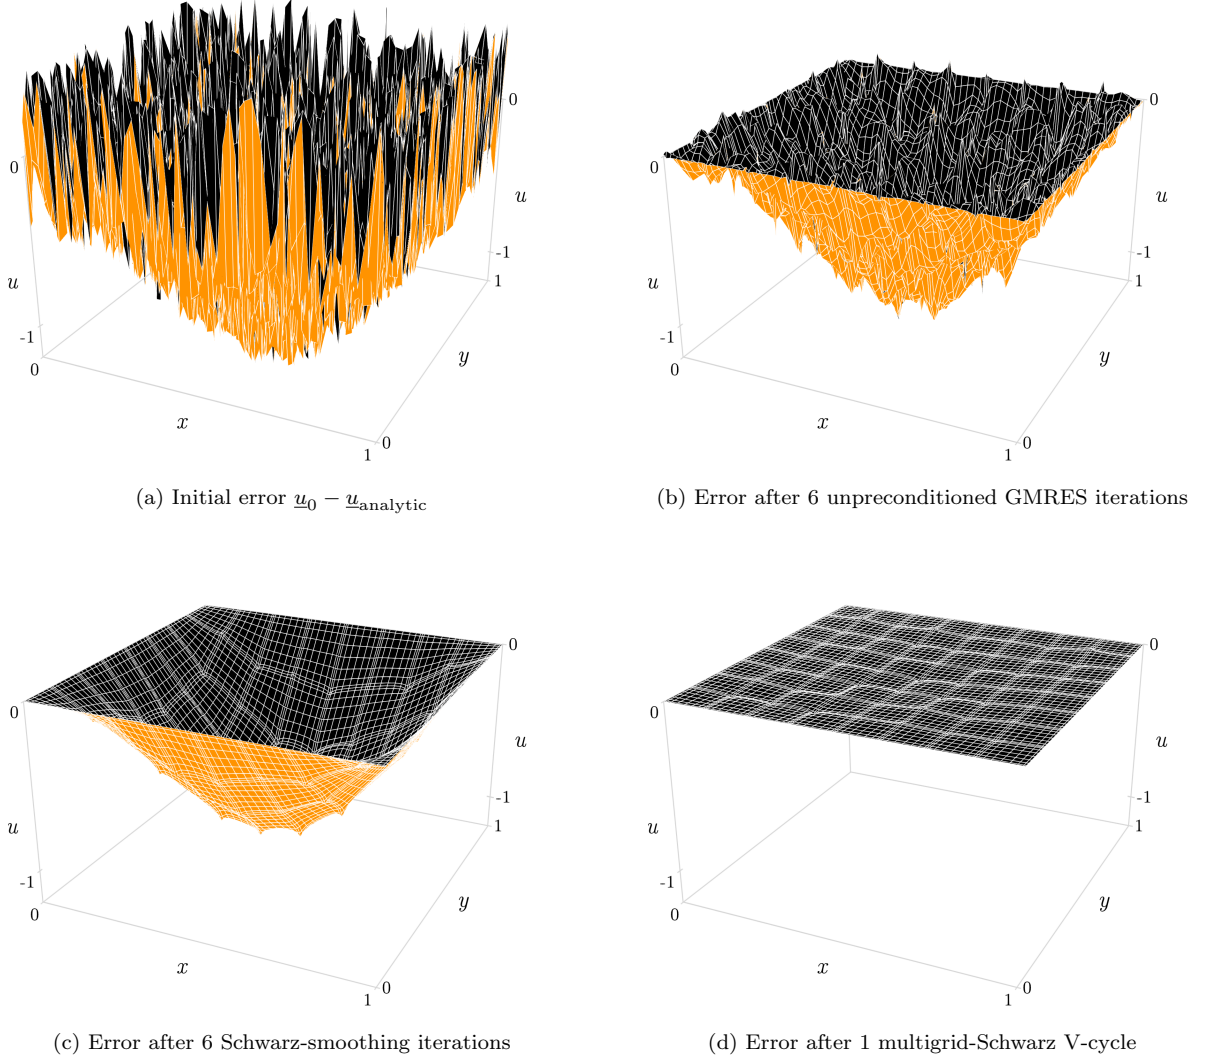 0
0
u
-1
1
u
-1
0
y
x
0
1
(a) Initial error u₀ − u_analytic
0
0
u
-1
1
u
-1
0
y
x
0
1
(b) Error after 6 unpreconditioned GMRES iterations
0
0
u
-1
1
u
-1
0
y
x
0
1
(c) Error after 6 Schwarz-smoothing iterations
0
0
u
-1
1
u
-1
0
y
x
0
1
(d) Error after 1 multigrid-Schwarz V-cycle